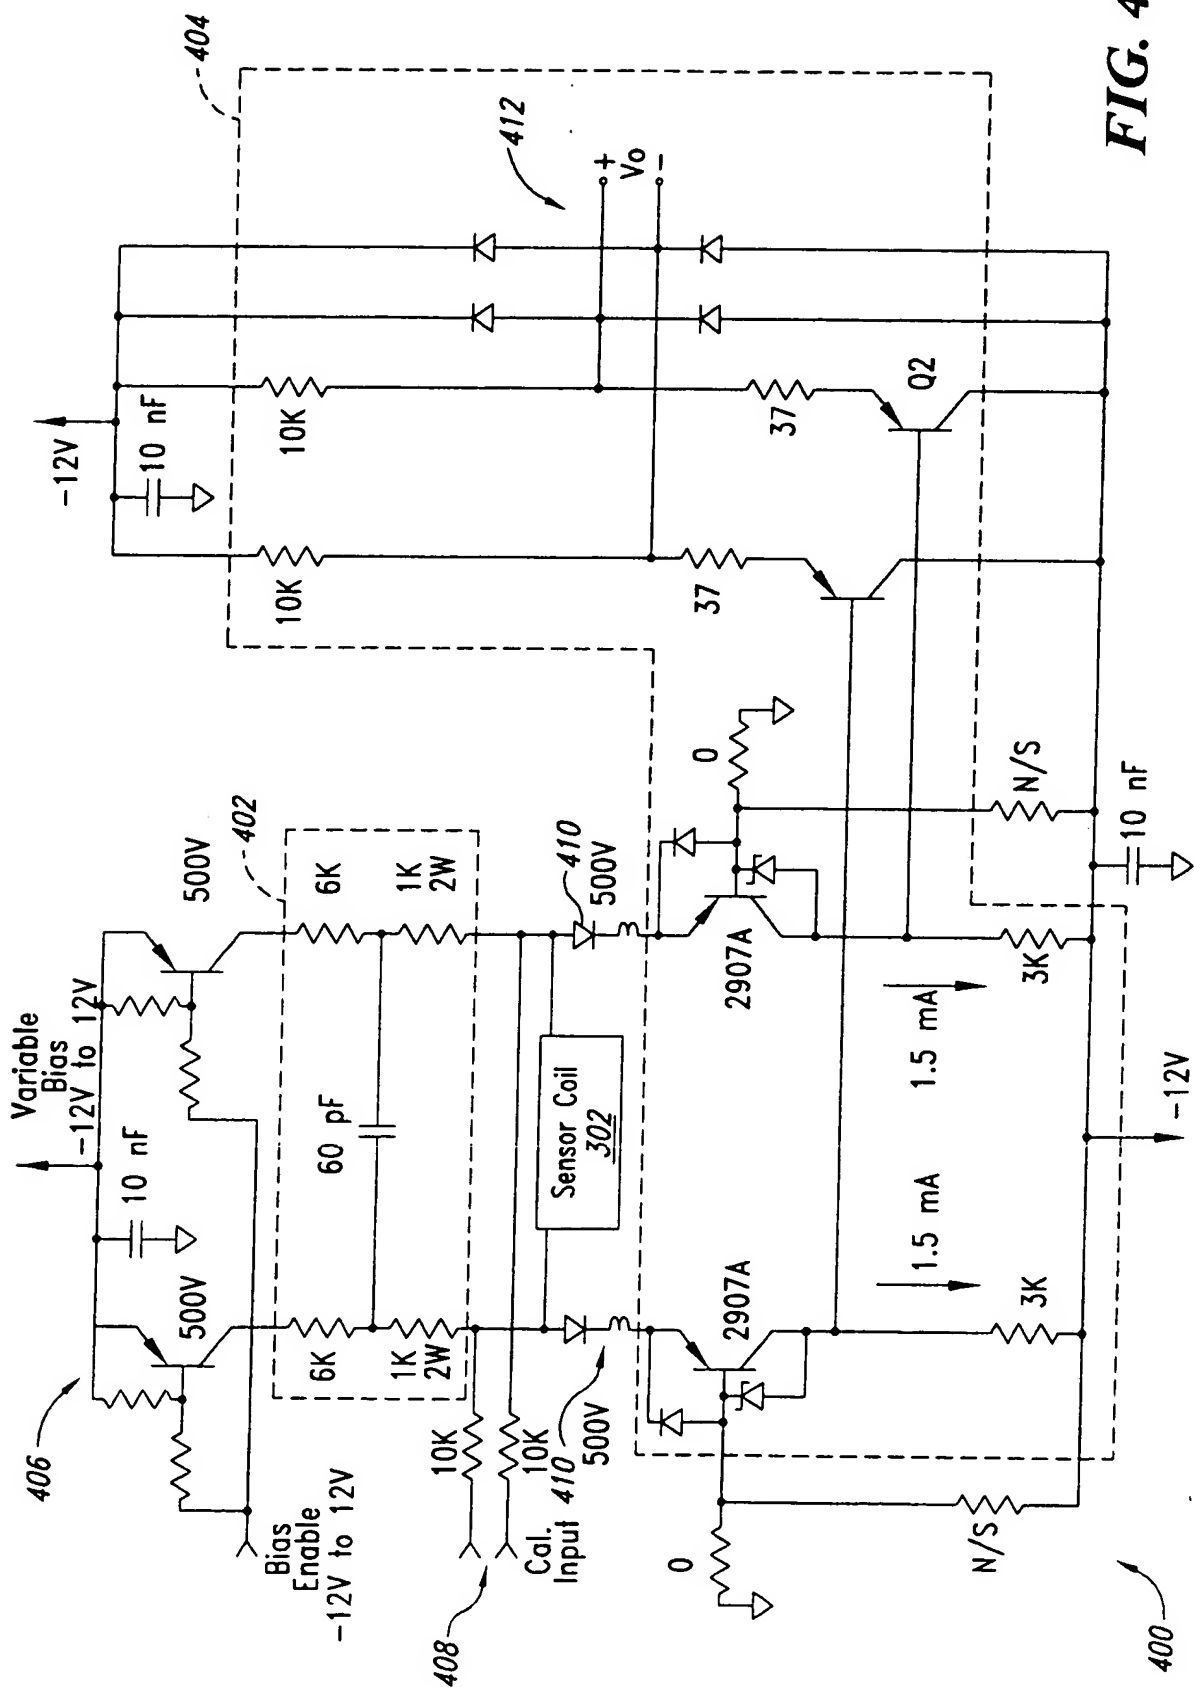 FIG. 4
404
412
-12V
10 nF
10K
10K
+
Vo
-
37
37
Q2
Variable
Bias
-12V to 12V
10 nF
406
500V
500V
402
6K
6K
60 pF
1K
2W
1K
2W
Bias
Enable
-12V to 12V
10K
10K
408
Cal.
Input
410
500V
410
500V
Sensor Coil
302
0
0
2907A
2907A
1.5 mA
1.5 mA
3K
3K
N/S
N/S
10 nF
-12V
400